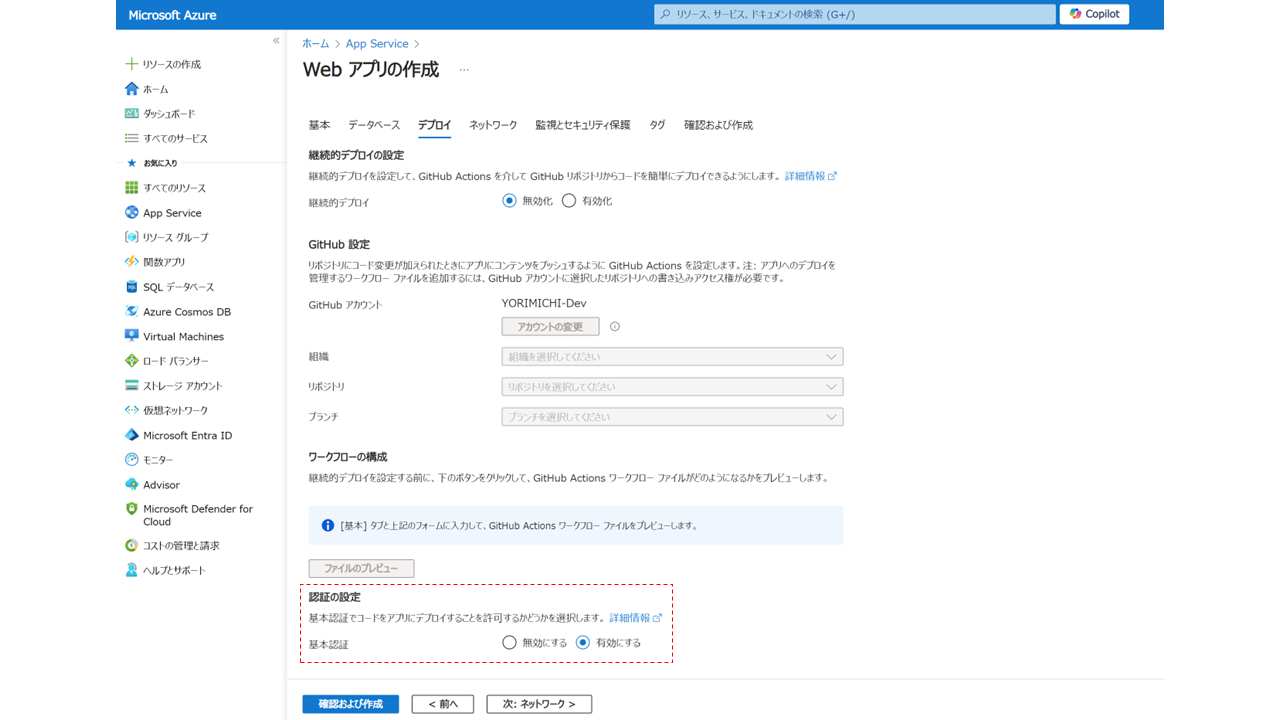 Microsoft Azure
リソース、サービス、ドキュメントの検索 (G+/)
Copilot
«
リソースの作成
ホーム
ダッシュボード
すべてのサービス
お気に入り
すべてのリソース
App Service
リソース グループ
関数アプリ
SQL データベース
Azure Cosmos DB
Virtual Machines
ロード バランサー
ストレージ アカウント
仮想ネットワーク
Microsoft Entra ID
モニター
Advisor
Microsoft Defender for
Cloud
コストの管理と請求
ヘルプとサポート
ホーム > App Service >
Web アプリの作成 ...
基本 データベース デプロイ ネットワーク 監視とセキュリティ保護 タグ 確認および作成
継続的デプロイの設定
継続的デプロイを設定して、GitHub Actions を介して GitHub リポジトリからコードを簡単にデプロイできるようにします。 詳細情報
継続的デプロイ 無効化 有効化
GitHub 設定
リポジトリにコード変更が加えられたときにアプリにコンテンツをプッシュするように GitHub Actions を設定します。注: アプリへのデプロイを
管理するワークフロー ファイルを追加するには、GitHub アカウントに選択したリポジトリへの書き込みアクセス権が必要です。
GitHub アカウント YORIMICHI-Dev
アカウントの変更
組織 組織を選択してください
リポジトリ リポジトリを選択してください
ブランチ ブランチを選択してください
ワークフローの構成
継続的デプロイを設定する前に、下のボタンをクリックして、GitHub Actions ワークフロー ファイルがどのようになるかをプレビューします。
[基本] タブと上記のフォームに入力して、GitHub Actions ワークフロー ファイルをプレビューします。
ファイルのプレビュー
認証の設定
基本認証でコードをアプリにデプロイすることを許可するかどうかを選択します。 詳細情報
基本認証 無効にする 有効にする
確認および作成 < 前へ 次: ネットワーク >